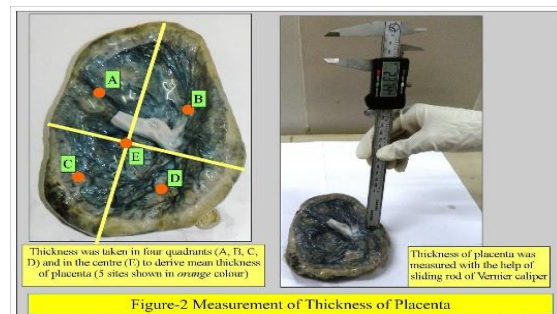 A
B
E
C
D
Thickness was taken in four quadrants (A, B, C,
D) and in the centre (E) to derive mean thickness
of placenta (5 sites shown in orange colour)
Thickness of placenta was
measured with the help of
sliding rod of Vernier caliper
Figure-2 Measurement of Thickness of Placenta